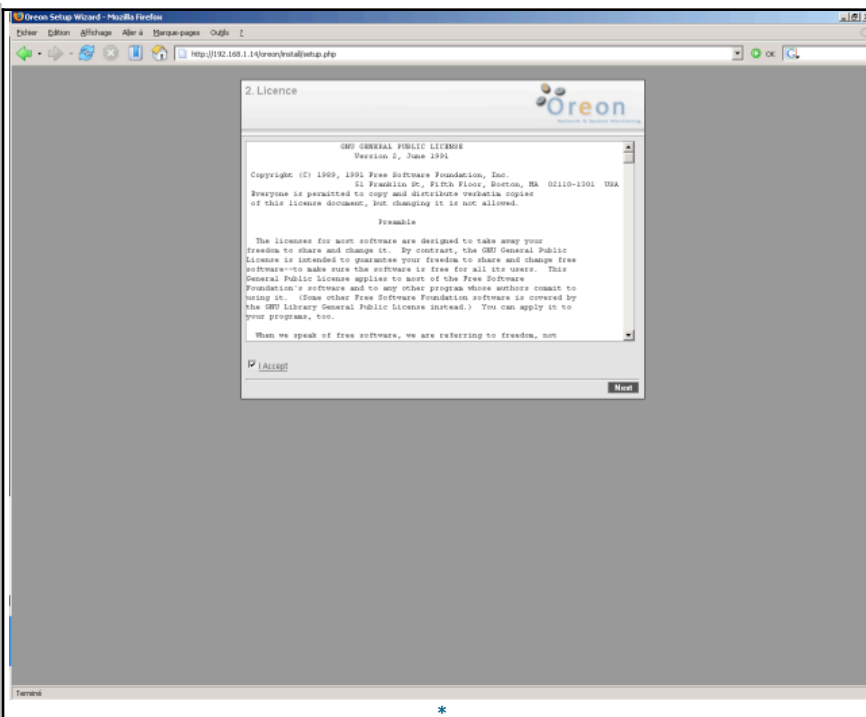 Oreon Setup Wizard - Mozilla Firefox
Fichier Edition Affichage Aller à Marque-pages Outils ?
http://192.168.1.14/oreon/install/setup.php
OK
2. Licence
Oreon
Network & System Monitoring
GNU GENERAL PUBLIC LICENSE
Version 2, June 1991
Copyright (C) 1989, 1991 Free Software Foundation, Inc.
51 Franklin St, Fifth Floor, Boston, MA 02110-1301 USA
Everyone is permitted to copy and distribute verbatim copies
of this license document, but changing it is not allowed.
Preamble
The licenses for most software are designed to take away your
freedom to share and change it. By contrast, the GNU General Public
License is intended to guarantee your freedom to share and change free
software--to make sure the software is free for all its users. This
General Public License applies to most of the Free Software
Foundation's software and to any other program whose authors commit to
using it. (Some other Free Software Foundation software is covered by
the GNU Library General Public License instead.) You can apply it to
your programs, too.
When we speak of free software, we are referring to freedom, not
I Accept
Next
Terminé
*